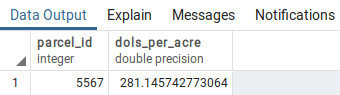 Data Output Explain Messages Notifications
parcel_id dols_per_acre
integer double precision
1 5567 281.145742773064